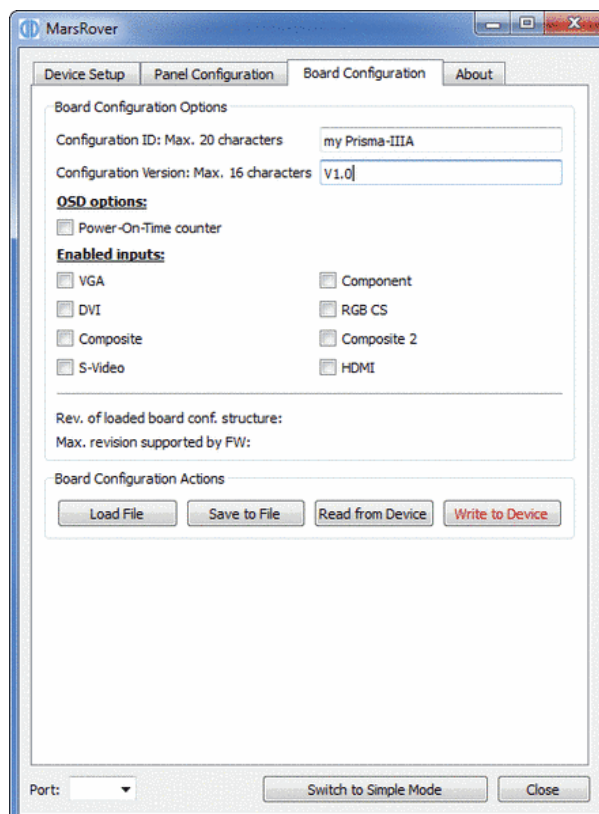 MarsRover
Device Setup Panel Configuration Board Configuration About
Board Configuration Options
Configuration ID: Max. 20 characters my Prisma-IIIA
Configuration Version: Max. 16 characters V1.0
OSD options:
Power-On-Time counter
Enabled inputs:
VGA Component
DVI RGB CS
Composite Composite 2
S-Video HDMI
Rev. of loaded board conf. structure:
Max. revision supported by FW:
Board Configuration Actions
Load File Save to File Read from Device Write to Device
Port: Switch to Simple Mode Close